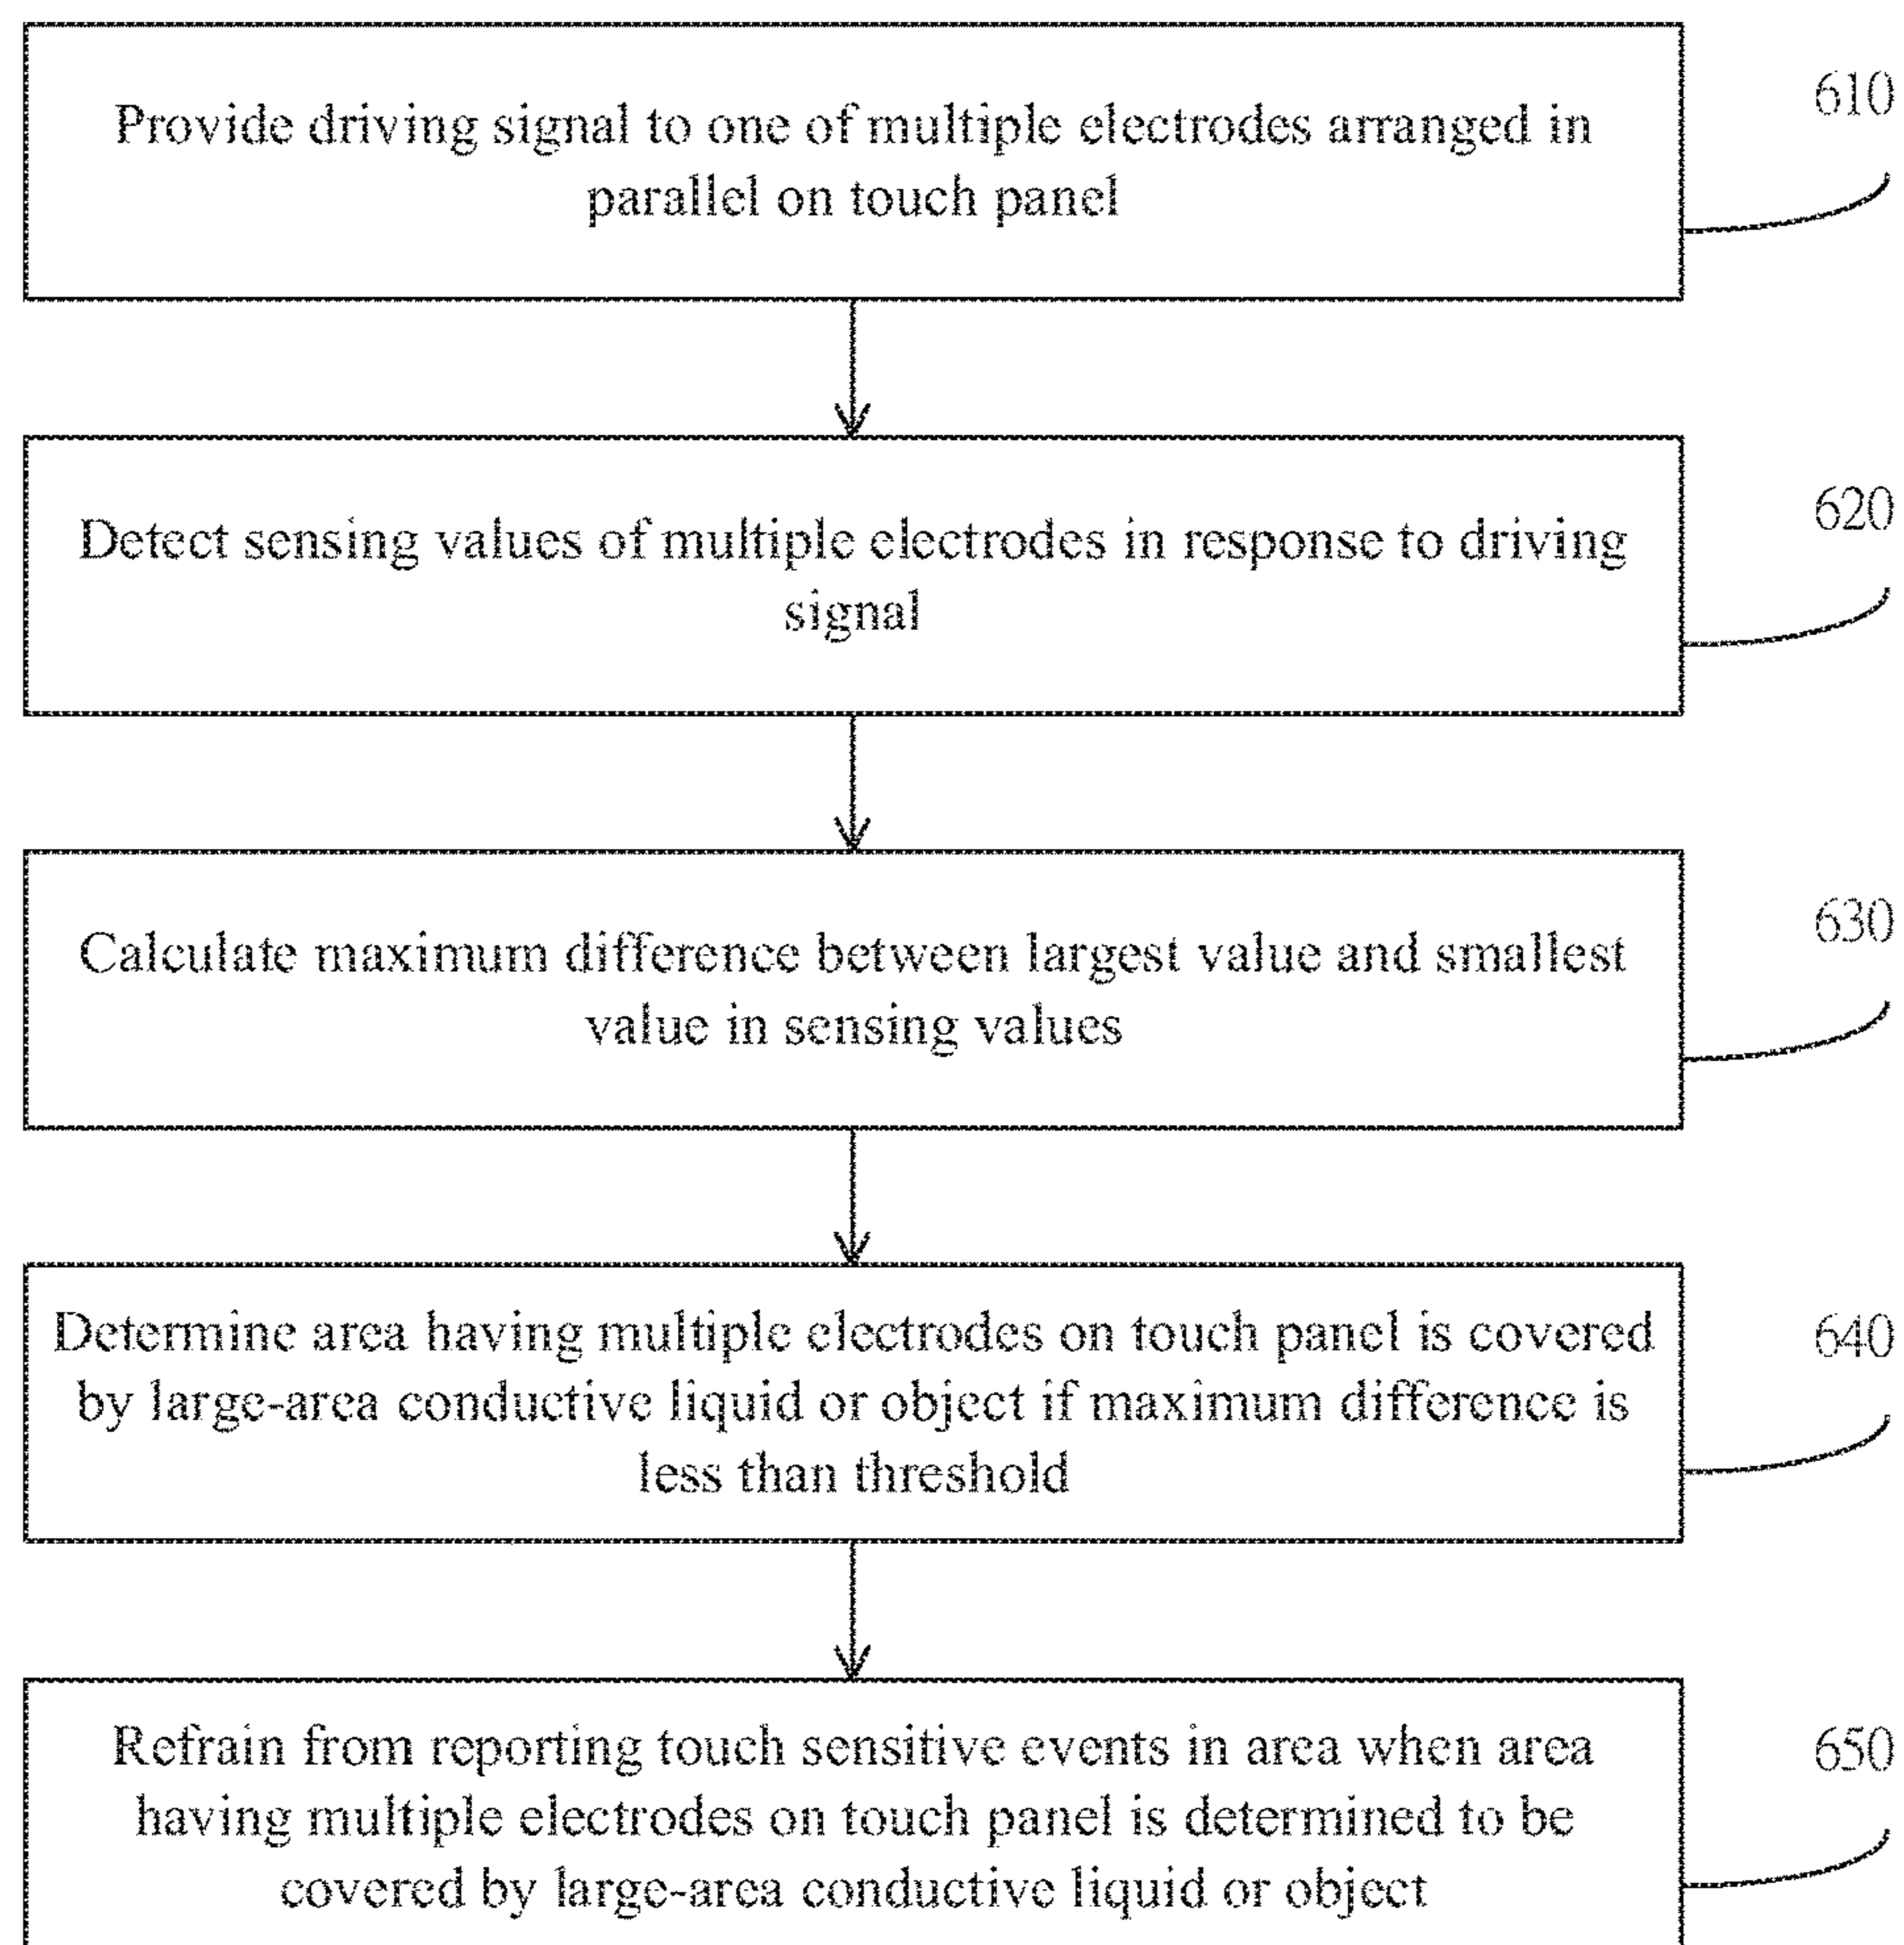 Provide driving signal to one of multiple electrodes arranged in
parallel on touch panel
610
Detect sensing values of multiple electrodes in response to driving
signal
620
Calculate maximum difference between largest value and smallest
value in sensing values
630
Determine area having multiple electrodes on touch panel is covered
by large-area conductive liquid or object if maximum difference is
less than threshold
640
Refrain from reporting touch sensitive events in area when area
having multiple electrodes on touch panel is determined to be
covered by large-area conductive liquid or object
650